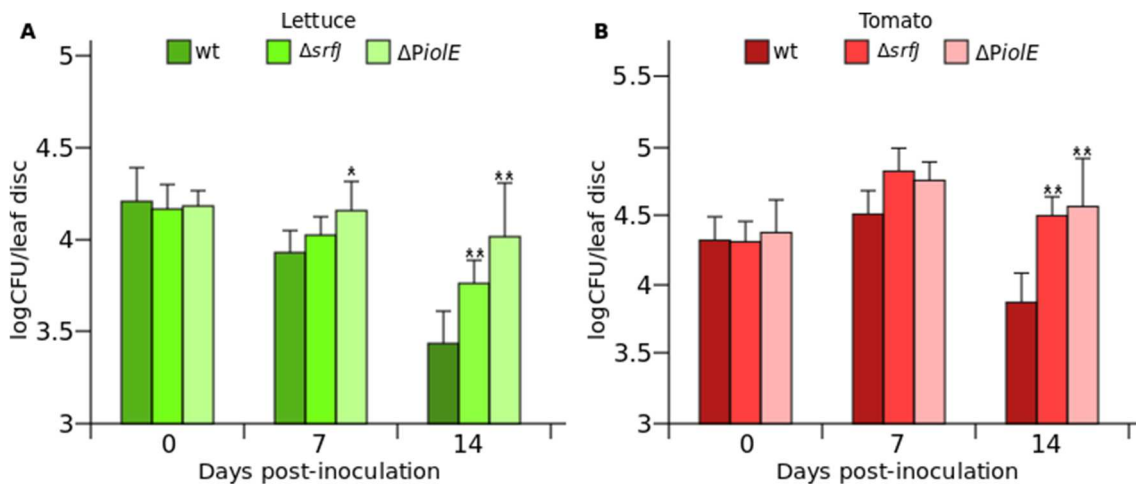 A
Lettuce
wt
ΔsrfJ
ΔPiolE
5
4.5
4
3.5
3
logCFU/leaf disc
*
**
**
0
7
14
Days post-inoculation
B
Tomato
wt
ΔsrfJ
ΔPiolE
5.5
5
4.5
4
3.5
3
logCFU/leaf disc
**
**
0
7
14
Days post-inoculation